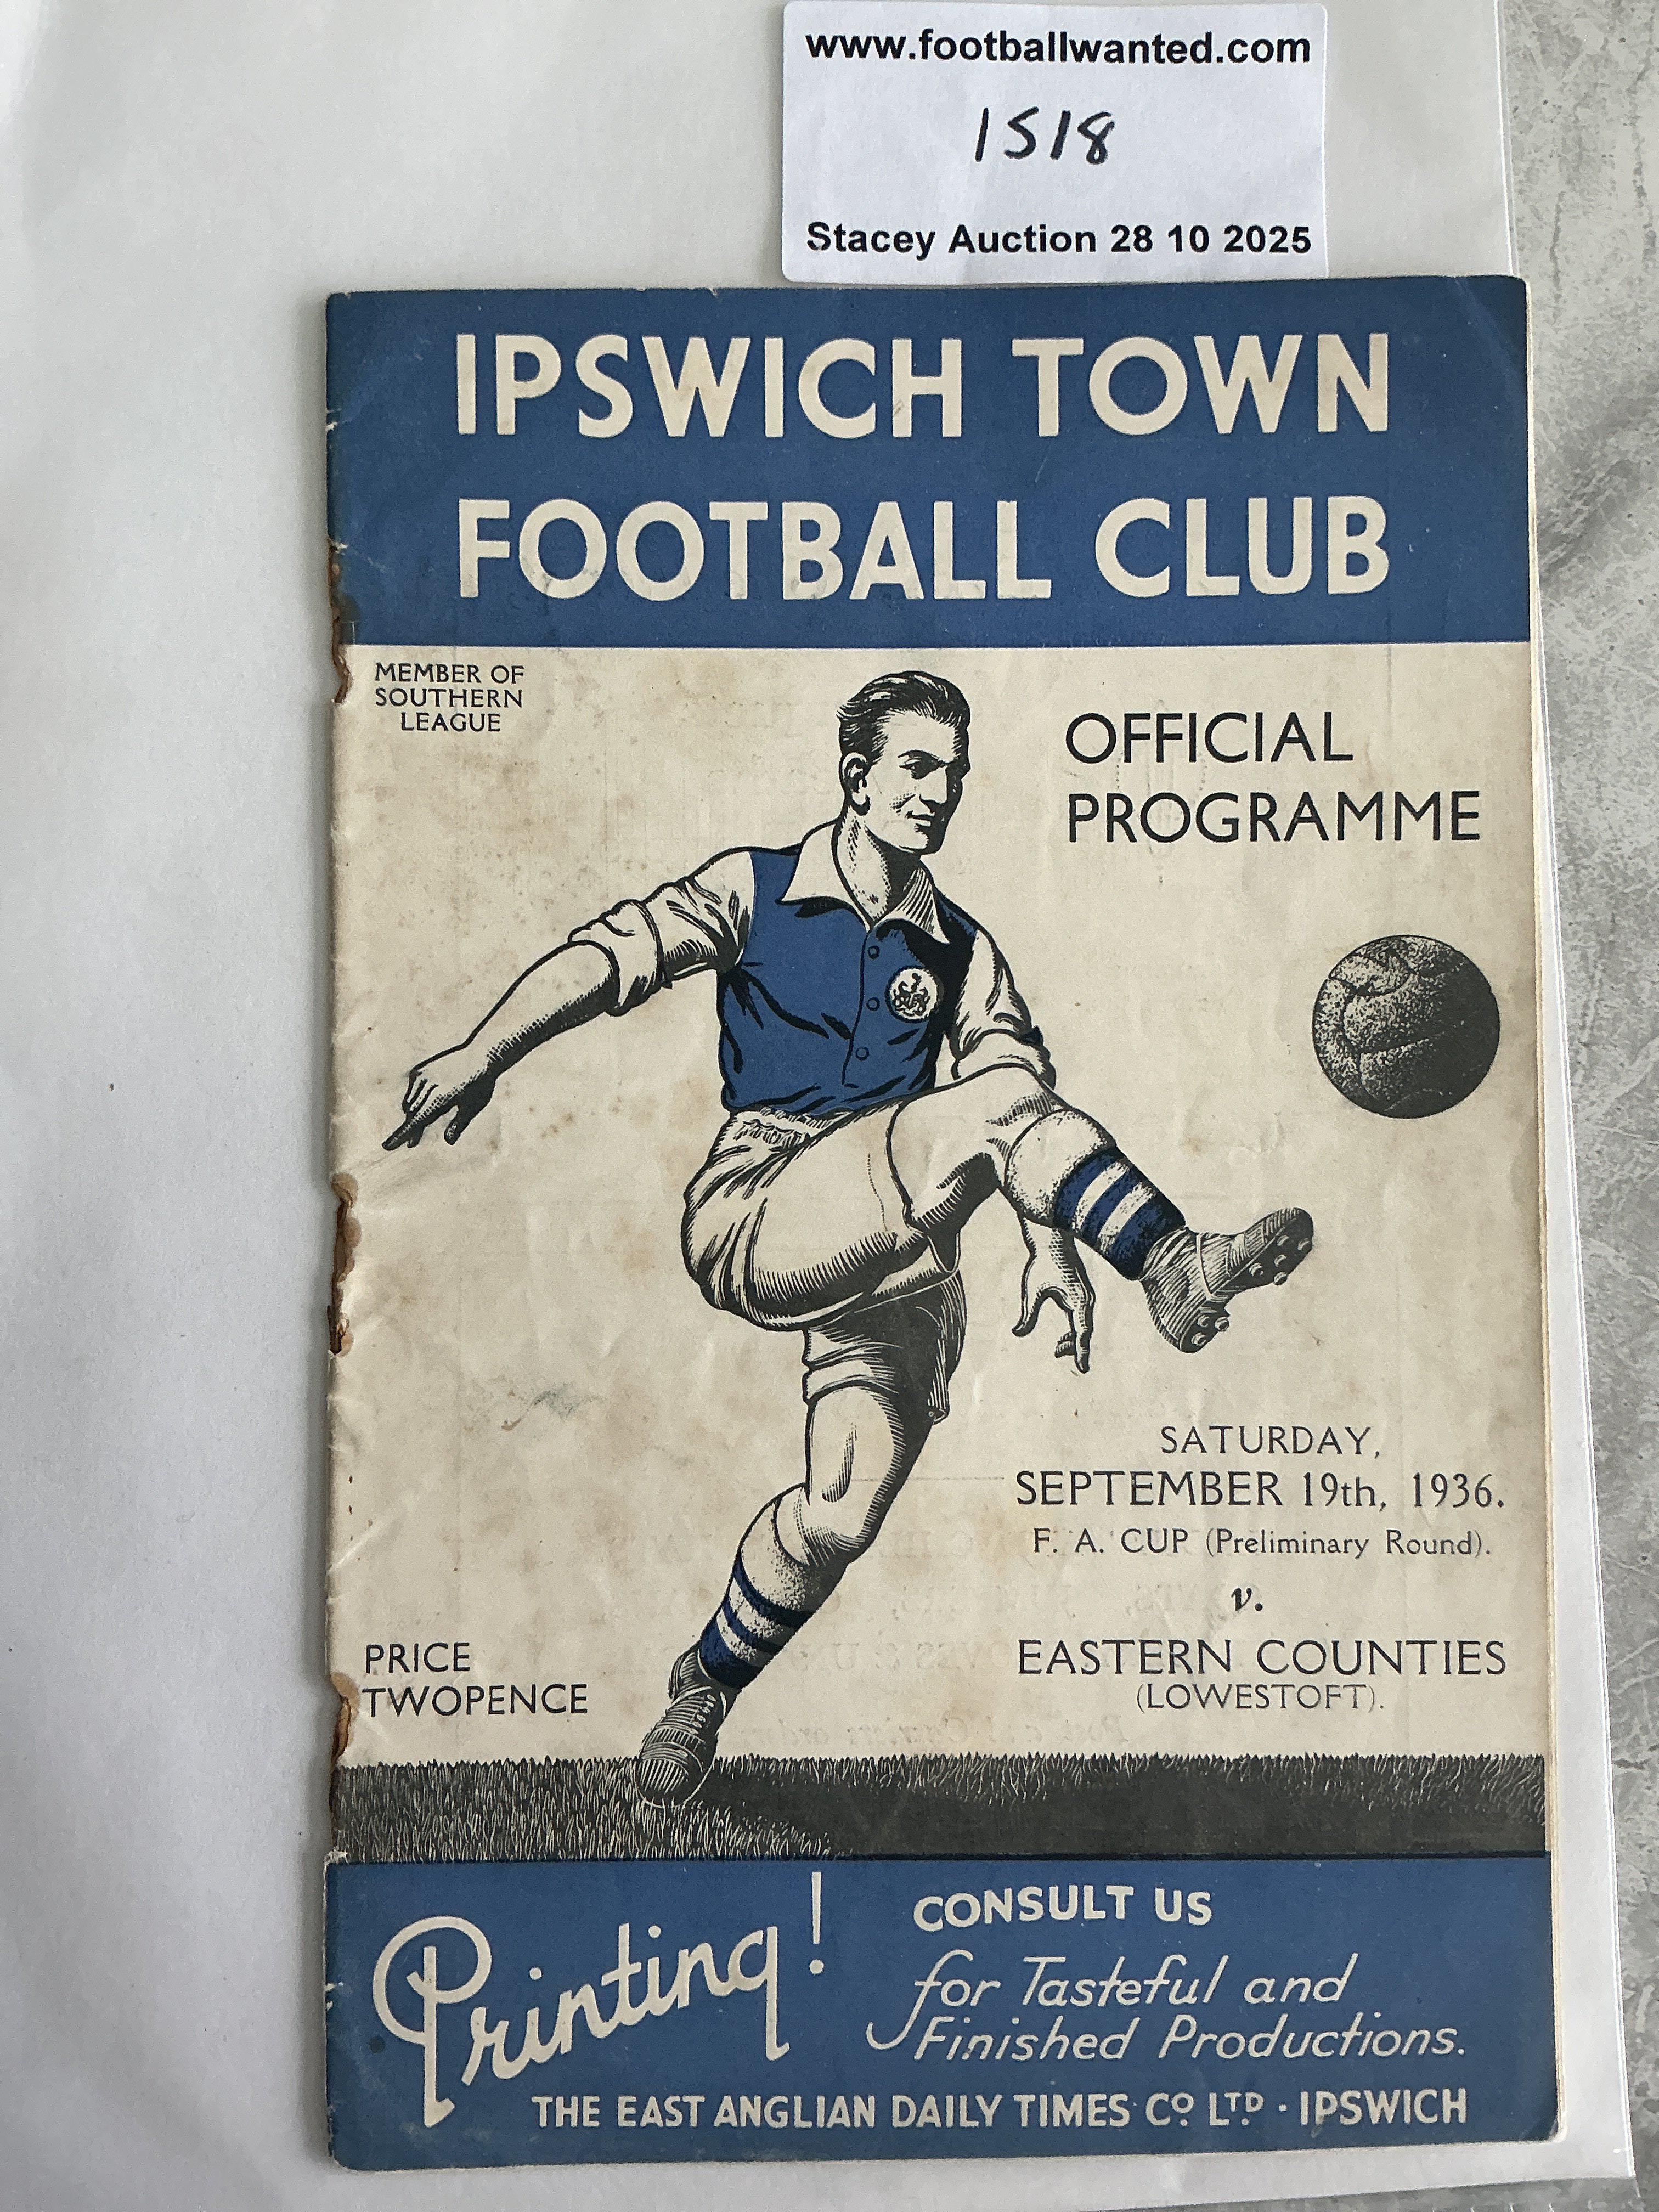 www.footballwanted.com
1518
Stacey Auction 28 10 2025
IPSWICH TOWN
FOOTBALL CLUB
MEMBER OF
SOUTHERN
LEAGUE
OFFICIAL
PROGRAMME
SATURDAY,
SEPTEMBER 19th, 1936.
F. A. CUP (Preliminary Round).
v.
EASTERN COUNTIES
(LOWESTOFT).
PRICE
TWOPENCE
Printing!
CONSULT US
for Tasteful and
Finished Productions.
THE EAST ANGLIAN DAILY TIMES Co LTD · IPSWICH